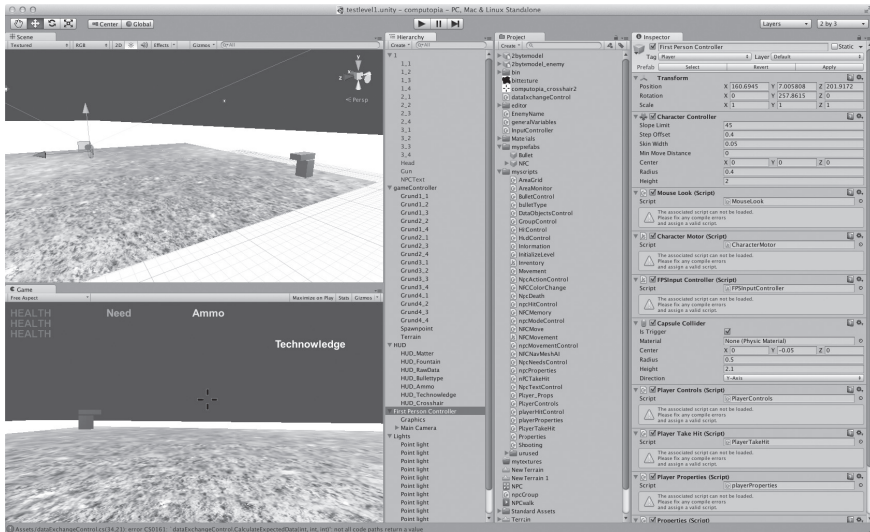 testlevel1.unity - computopia - PC, Mac & Linux Standalone
Center Global
Layers 2 by 3
Scene
Textured RGB 2D Effects Gizmos All
y
x
z
Persp
Game
Free Aspect Maximize on Play Stats Gizmos
HEALTH
HEALTH
HEALTH
Need
Ammo
Technowledge
Hierarchy
Create All
1
1_1
1_2
1_3
1_4
2_1
2_2
2_3
3_1
3_2
3_3
3_4
Head
Gun
NPCText
gameController
Grund1_1
Grund1_2
Grund1_3
Grund2_2
Grund1_4
Grund2_1
Grund2_3
Grund2_4
Grund3_1
Grund3_2
Grund3_3
Grund3_4
Grund4_1
Grund4_2
Grund4_3
Grund4_4
Spawnpoint
Terrain
HUD
HUD_Matter
HUD_Fountain
HUD_RawData
HUD_Bullettype
HUD_Ammo
HUD_Technowledge
HUD_Crosshair
First Person Controller
Graphics
Main Camera
Lights
Point light
Point light
Point light
Point light
Point light
Point light
Point light
Point light
Point light
Project
Create
2bytemodel
2bytemodel_enemy
bin
bittexture
computopia_crosshair2
dataExchangeControl
editor
EnemyName
generalVariables
InputController
Materials
myprefabs
Bullet
NFC
myscripts
AreaGrid
AreaMonitor
BulletControl
bulletType
DataObjectsControl
GroupControl
HitControl
HudControl
Information
InitializeLevel
Inventory
Movement
NpcActionControl
NFCColorChange
NpcDeath
npcHitControl
NFCMemory
npcModeControl
NFCMove
NFCMovement
npcMovementControl
NfCNavMeshAt
NpcNeedsControl
npcProperties
nfCTakeHit
NpcTextControl
Player_Props
PlayerControls
playerHitControl
playerProperties
PlayerTakeHit
Properties
Shooting
unused
mytextures
New Terrain
New Terrain 1
NPC
npcGroup
NPCwalk
Standard Assets
Terrain
Inspector
First Person Controller Static
Tag Player Layer Default
Prefab Select Revert Apply
Transform
Position X 160.6945 Y 7.005808 Z 201.9172
Rotation X 0 Y 257.8615 Z 0
Scale X 1 Y 1 Z 1
Character Controller
Slope Limit 45
Step Offset 0.4
Skin Width 0.05
Min Move Distance 0
Center X 0 Y 0 Z 0
Radius 0.4
Height 2
Mouse Look (Script)
Script MouseLook
The associated script can not be loaded.
Please fix any compile errors
and assign a valid script.
Character Motor (Script)
Script CharacterMotor
The associated script can not be loaded.
Please fix any compile errors
and assign a valid script.
FPSInput Controller (Script)
Script FPSInputController
The associated script can not be loaded.
Please fix any compile errors
and assign a valid script.
Capsule Collider
Is Trigger
Material None (Physic Material)
Center X 0 Y -0.05 Z 0
Radius 0.5
Height 2.1
Direction Y-Axis
Player Controls (Script)
Script PlayerControls
The associated script can not be loaded.
Please fix any compile errors
and assign a valid script.
Player Take Hit (Script)
Script PlayerTakeHit
The associated script can not be loaded.
Please fix any compile errors
and assign a valid script.
Player Properties (Script)
Script playerProperties
The associated script can not be loaded.
Please fix any compile errors
and assign a valid script.
Properties (Script)
Assets/dataExchangeControl.cs(34,21): error CS0161: `dataExchangeControl.CalculateExpectedData(int, int, int)': not all code paths return a value